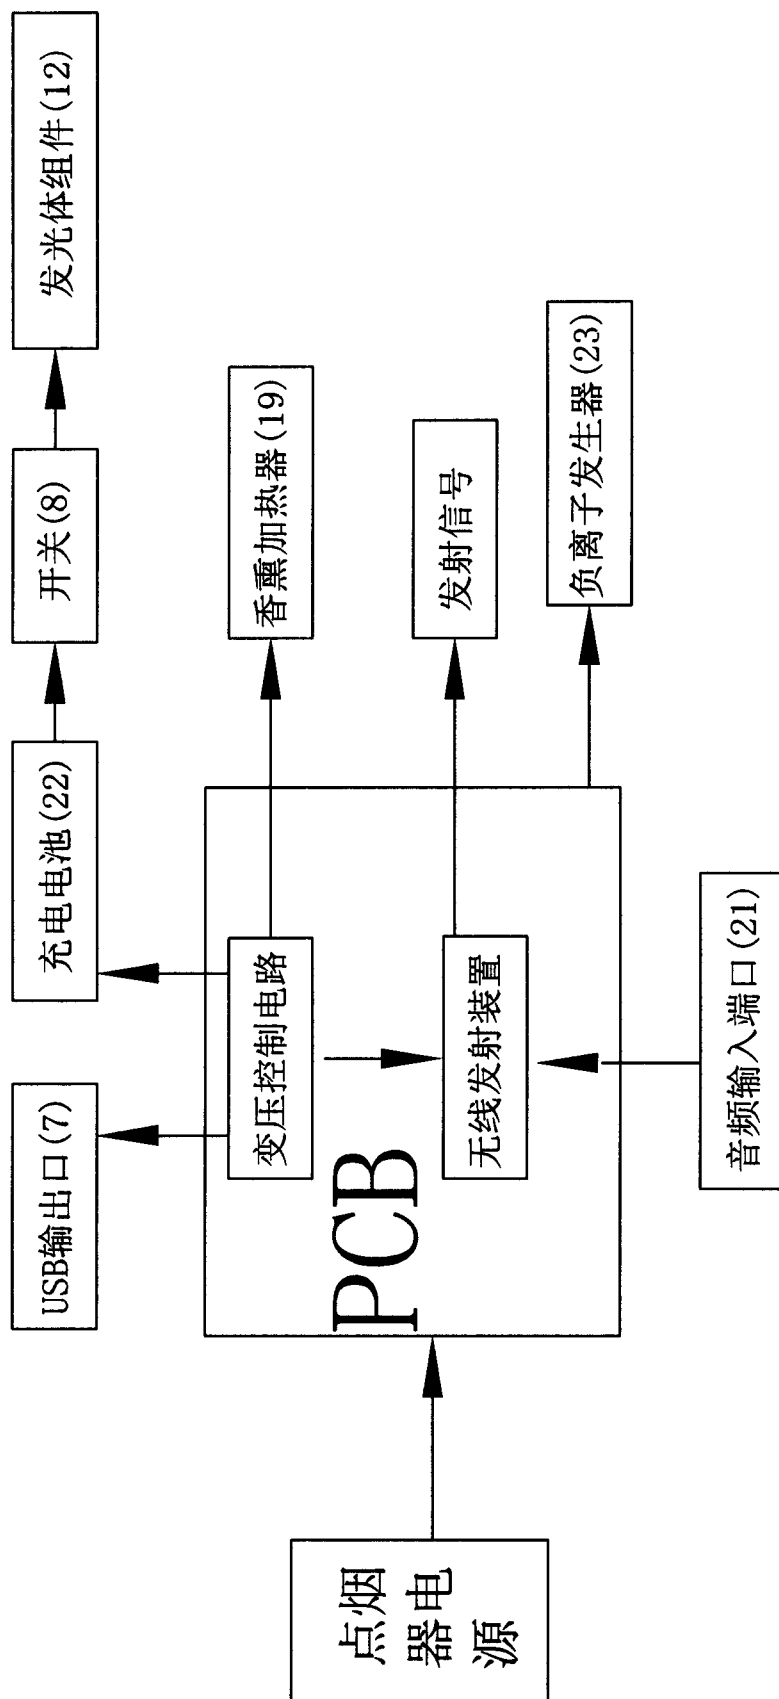 USB输出口(7)
充电电池(22)
开关(8)
发光体组件(12)
变压控制电路
香熏加热器(19)
PCB
点烟
器电
源
无线发射装置
发射信号
负离子发生器(23)
音频输入端口(21)